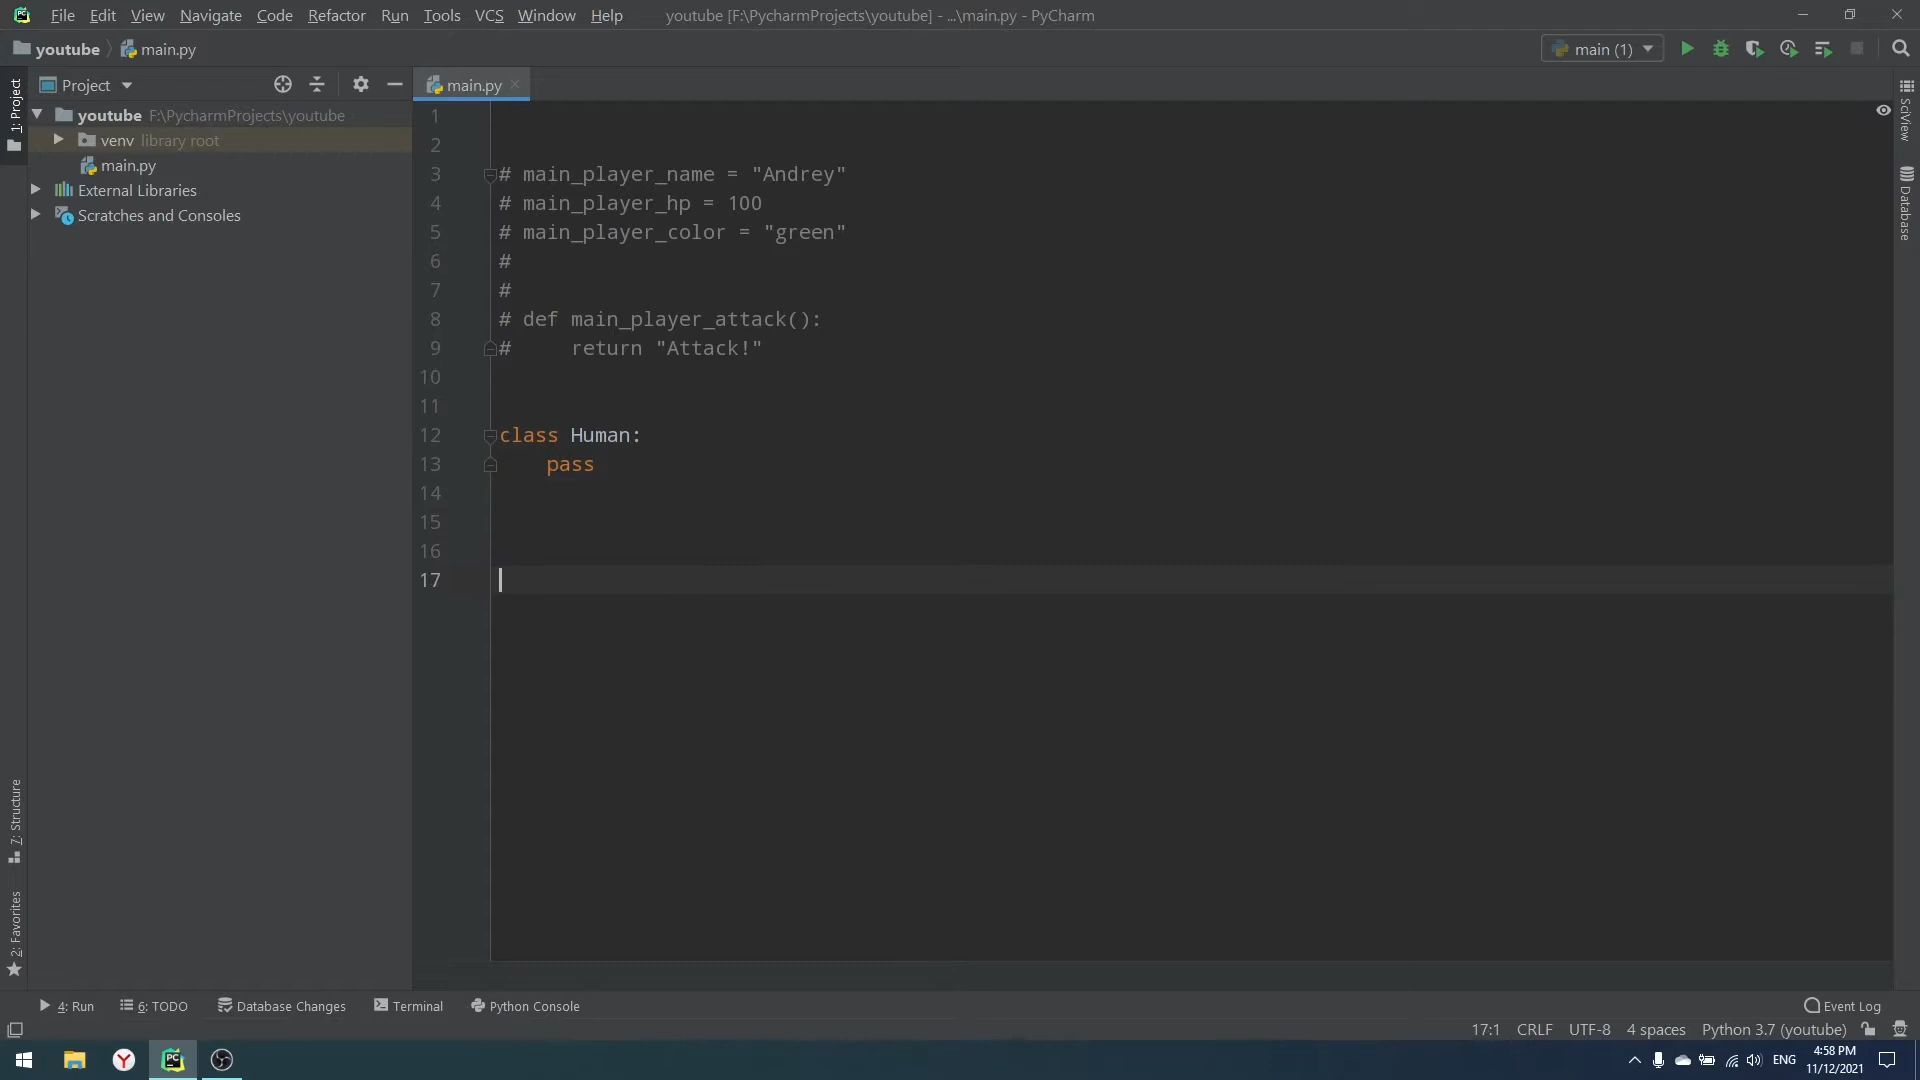 File Edit View Navigate Code Refactor Run Tools VCS Window Help youtube [F:\PycharmProjects\youtube] - ...\main.py - PyCharm
youtube main.py main (1)
Project main.py
1: Project
youtube F:\PycharmProjects\youtube
venv library root
main.py
External Libraries
Scratches and Consoles
1
2
3 # main_player_name = "Andrey"
4 # main_player_hp = 100
5 # main_player_color = "green"
6 #
7 #
8 # def main_player_attack():
9 #     return "Attack!"
10
11
12 class Human:
13     pass
14
15
16
17
SciView
Database
7: Structure
2: Favorites
4: Run 6: TODO Database Changes Terminal Python Console Event Log
17:1 CRLF UTF-8 4 spaces Python 3.7 (youtube)
PC Y ENG 4:58 PM
11/12/2021